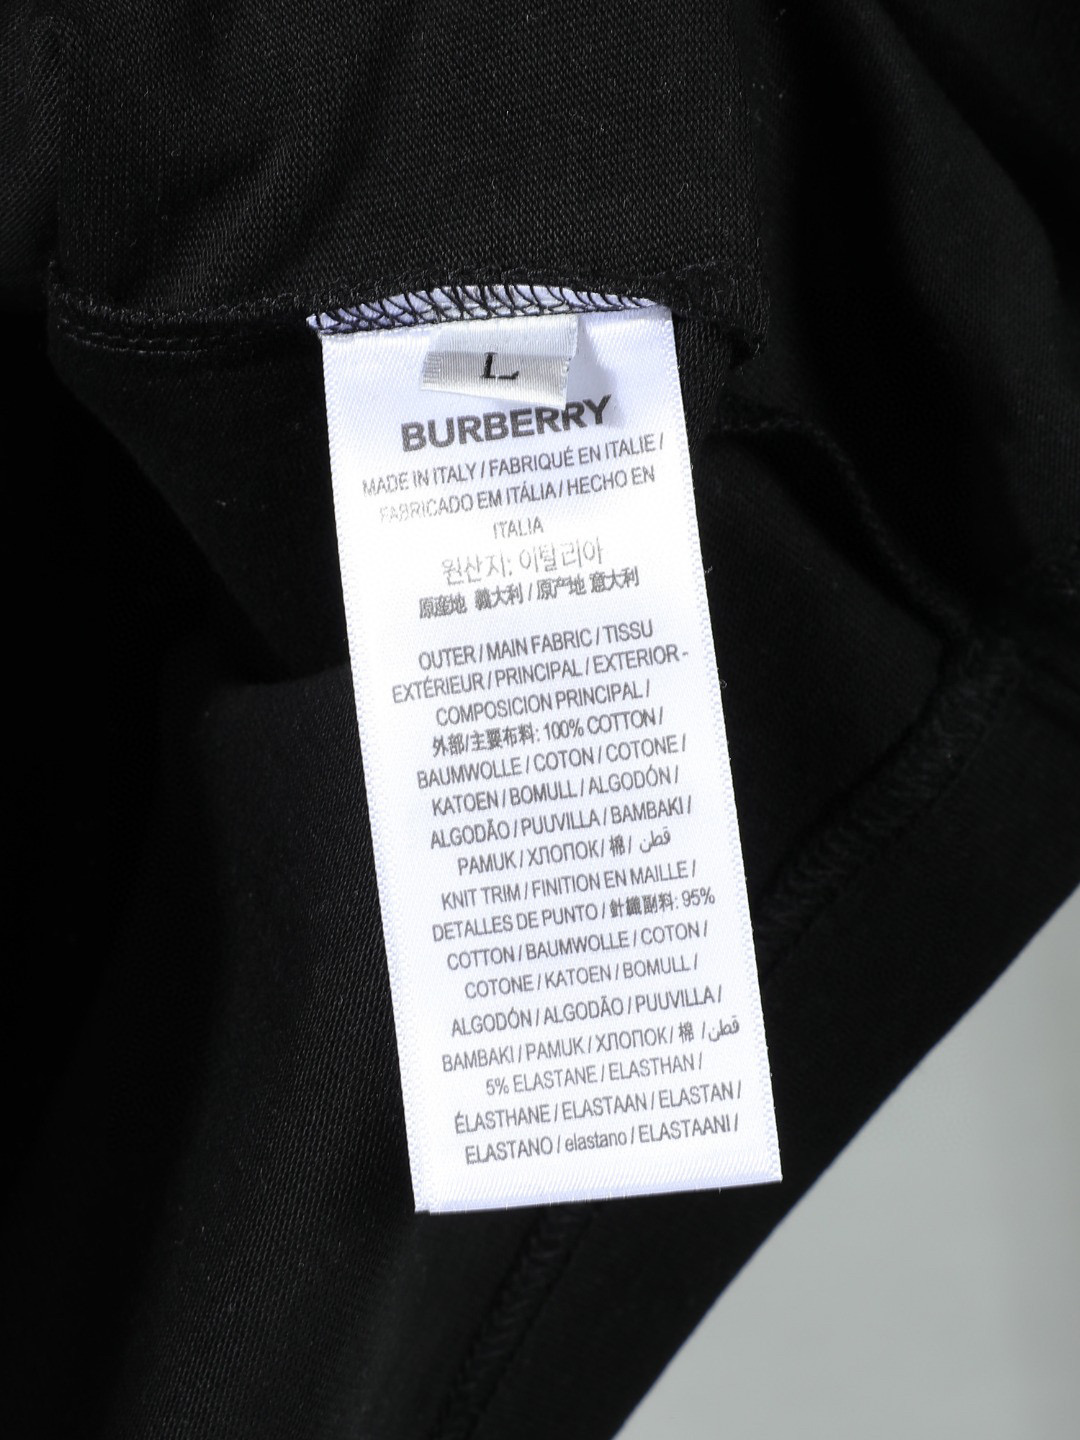 L
BURBERRY
MADE IN ITALY / FABRIQUÉ EN ITALIE /
FABRICADO EM ITÁLIA / HECHO EN
ITALIA
원산지: 이탈리아
原産地 義大利 / 原产地 意大利
OUTER / MAIN FABRIC / TISSU
EXTÉRIEUR / PRINCIPAL / EXTERIOR -
COMPOSICION PRINCIPAL /
外部/主要布料: 100% COTTON /
BAUMWOLLE / COTON / COTONE /
KATOEN / BOMULL / ALGODÓN /
ALGODÃO / PUUVILLA / BAMBAKI /
PAMUK / ХЛОПОК / 棉 / قطن
KNIT TRIM / FINITION EN MAILLE /
DETALLES DE PUNTO / 針織副料: 95%
COTTON / BAUMWOLLE / COTON /
COTONE / KATOEN / BOMULL /
ALGODÓN / ALGODÃO / PUUVILLA /
BAMBAKI / PAMUK / ХЛОПОК / 棉 / قطن
5% ELASTANE / ELASTHAN /
ÉLASTHANE / ELASTAAN / ELASTAN /
ELASTANO / elastano / ELASTAANI /